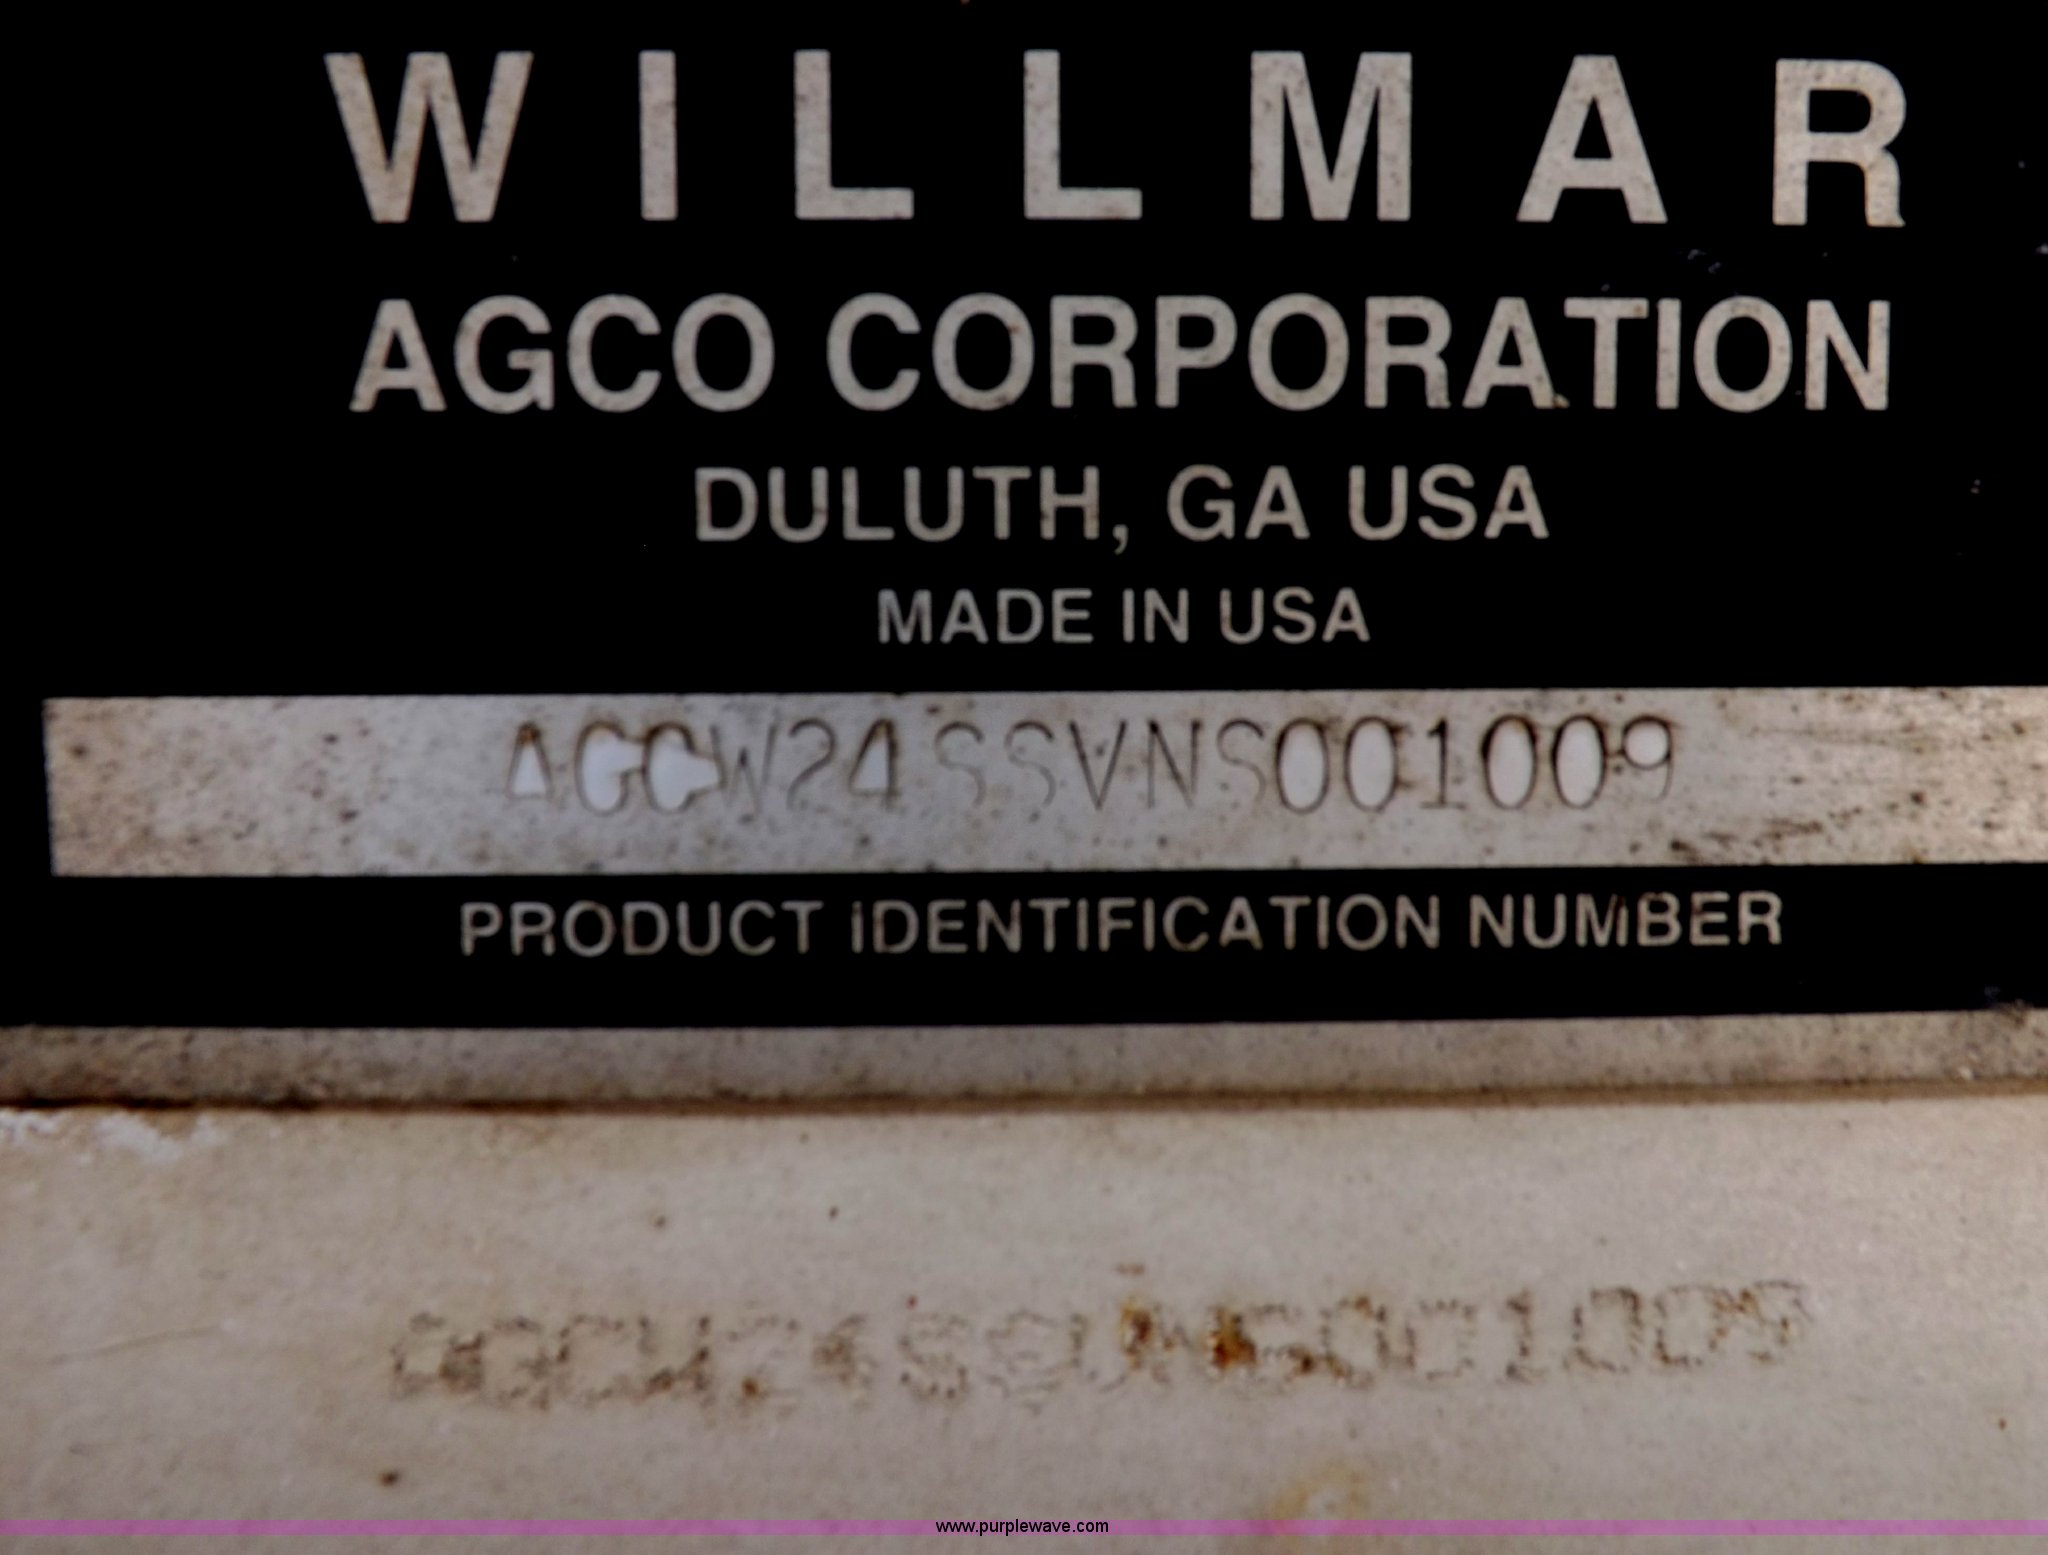 WILLMAR
AGCO CORPORATION
DULUTH, GA USA
MADE IN USA
AGCW24SSVNS001009
PRODUCT IDENTIFICATION NUMBER
www.purplewave.com